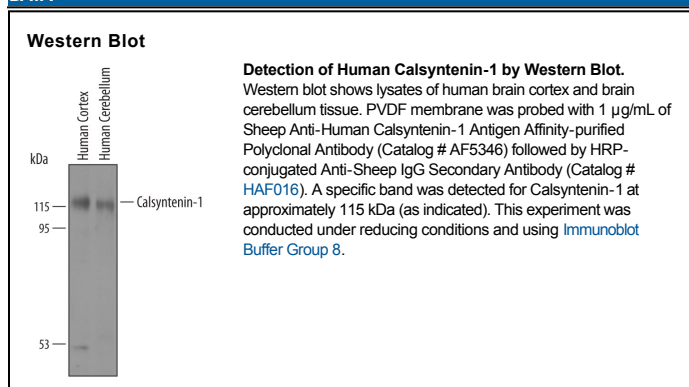 Western Blot
Human Cortex
Human Cerebellum
kDa
115
Calsyntenin-1
95
53
Detection of Human Calsyntenin-1 by Western Blot.
Western blot shows lysates of human brain cortex and brain
cerebellum tissue. PVDF membrane was probed with 1 µg/mL of
Sheep Anti-Human Calsyntenin-1 Antigen Affinity-purified
Polyclonal Antibody (Catalog # AF5346) followed by HRP-
conjugated Anti-Sheep IgG Secondary Antibody (Catalog #
HAF016). A specific band was detected for Calsyntenin-1 at
approximately 115 kDa (as indicated). This experiment was
conducted under reducing conditions and using Immunoblot
Buffer Group 8.